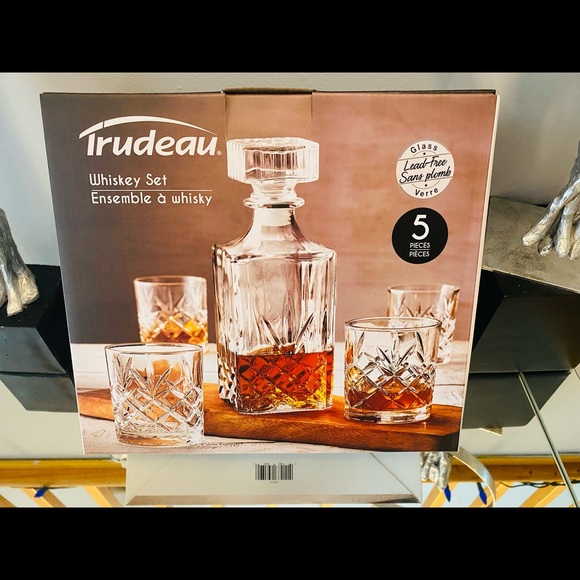 Trudeau®
Whiskey Set
Ensemble à whisky
Glass
Lead-Free
Sans plomb
Verre
5
PIECES
PIÈCES